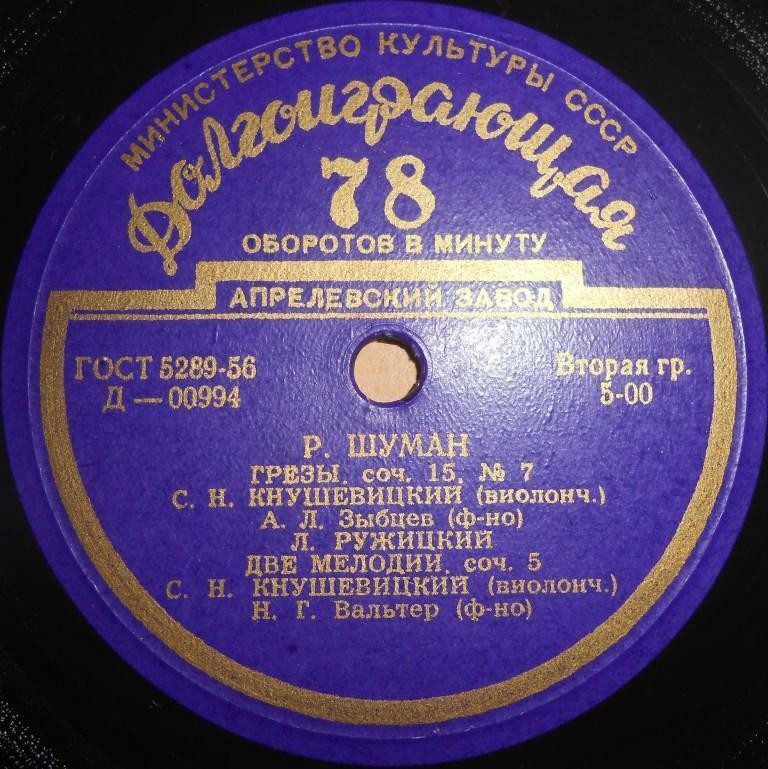 МИНИСТЕРСТВО КУЛЬТУРЫ СССР
Долгоиграющая
78
ОБОРОТОВ В МИНУТУ
АПРЕЛЕВСКИЙ ЗАВОД
ГОСТ 5289-56
Д — 00994
Вторая гр.
5-00
Р. ШУМАН
ГРЕЗЫ, соч. 15, № 7
С. Н. КНУШЕВИЦКИЙ (виолонч.)
А. Л. Зыбцев (ф-но)
Л. РУЖИЦКИЙ
ДВЕ МЕЛОДИИ, соч. 5
С. Н. КНУШЕВИЦКИЙ (виолонч.)
Н. Г. Вальтер (ф-но)